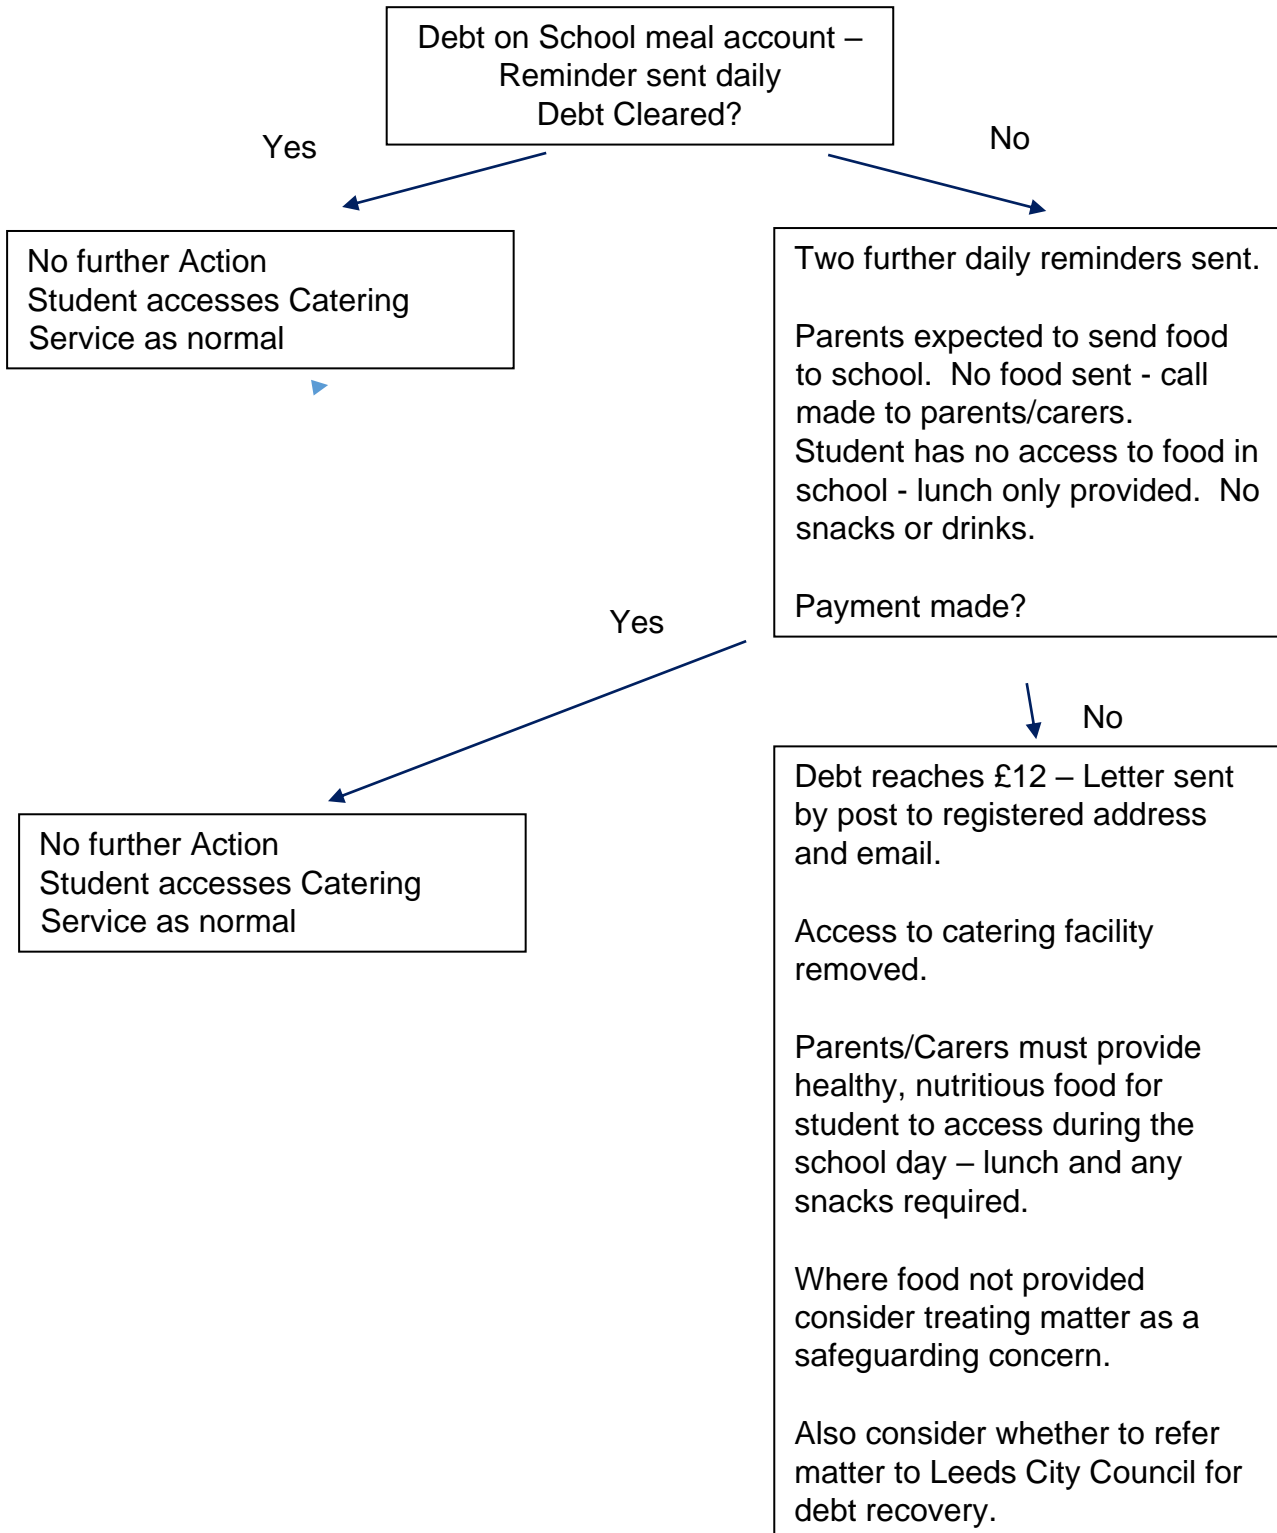 Debt on School meal account –
Reminder sent daily
Debt Cleared?
Yes
No
No further Action
Student accesses Catering
Service as normal
Two further daily reminders sent.
Parents expected to send food
to school.  No food sent - call
made to parents/carers.
Student has no access to food in
school - lunch only provided.  No
snacks or drinks.
Payment made?
Yes
No
No further Action
Student accesses Catering
Service as normal
Debt reaches £12 – Letter sent
by post to registered address
and email.
Access to catering facility
removed.
Parents/Carers must provide
healthy, nutritious food for
student to access during the
school day – lunch and any
snacks required.
Where food not provided
consider treating matter as a
safeguarding concern.
Also consider whether to refer
matter to Leeds City Council for
debt recovery.